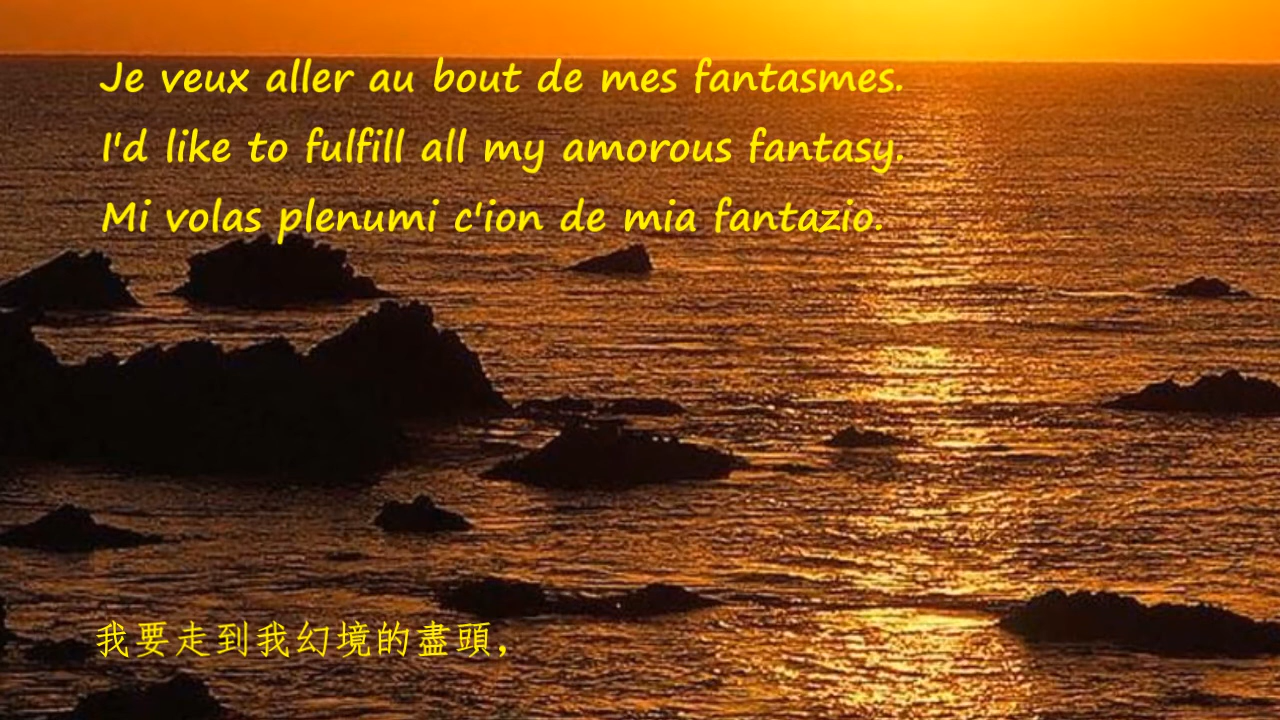 Je veux aller au bout de mes fantasmes.
I'd like to fulfill all my amorous fantasy.
Mi volas plenumi c'ion de mia fantazio.
我要走到我幻境的盡頭，